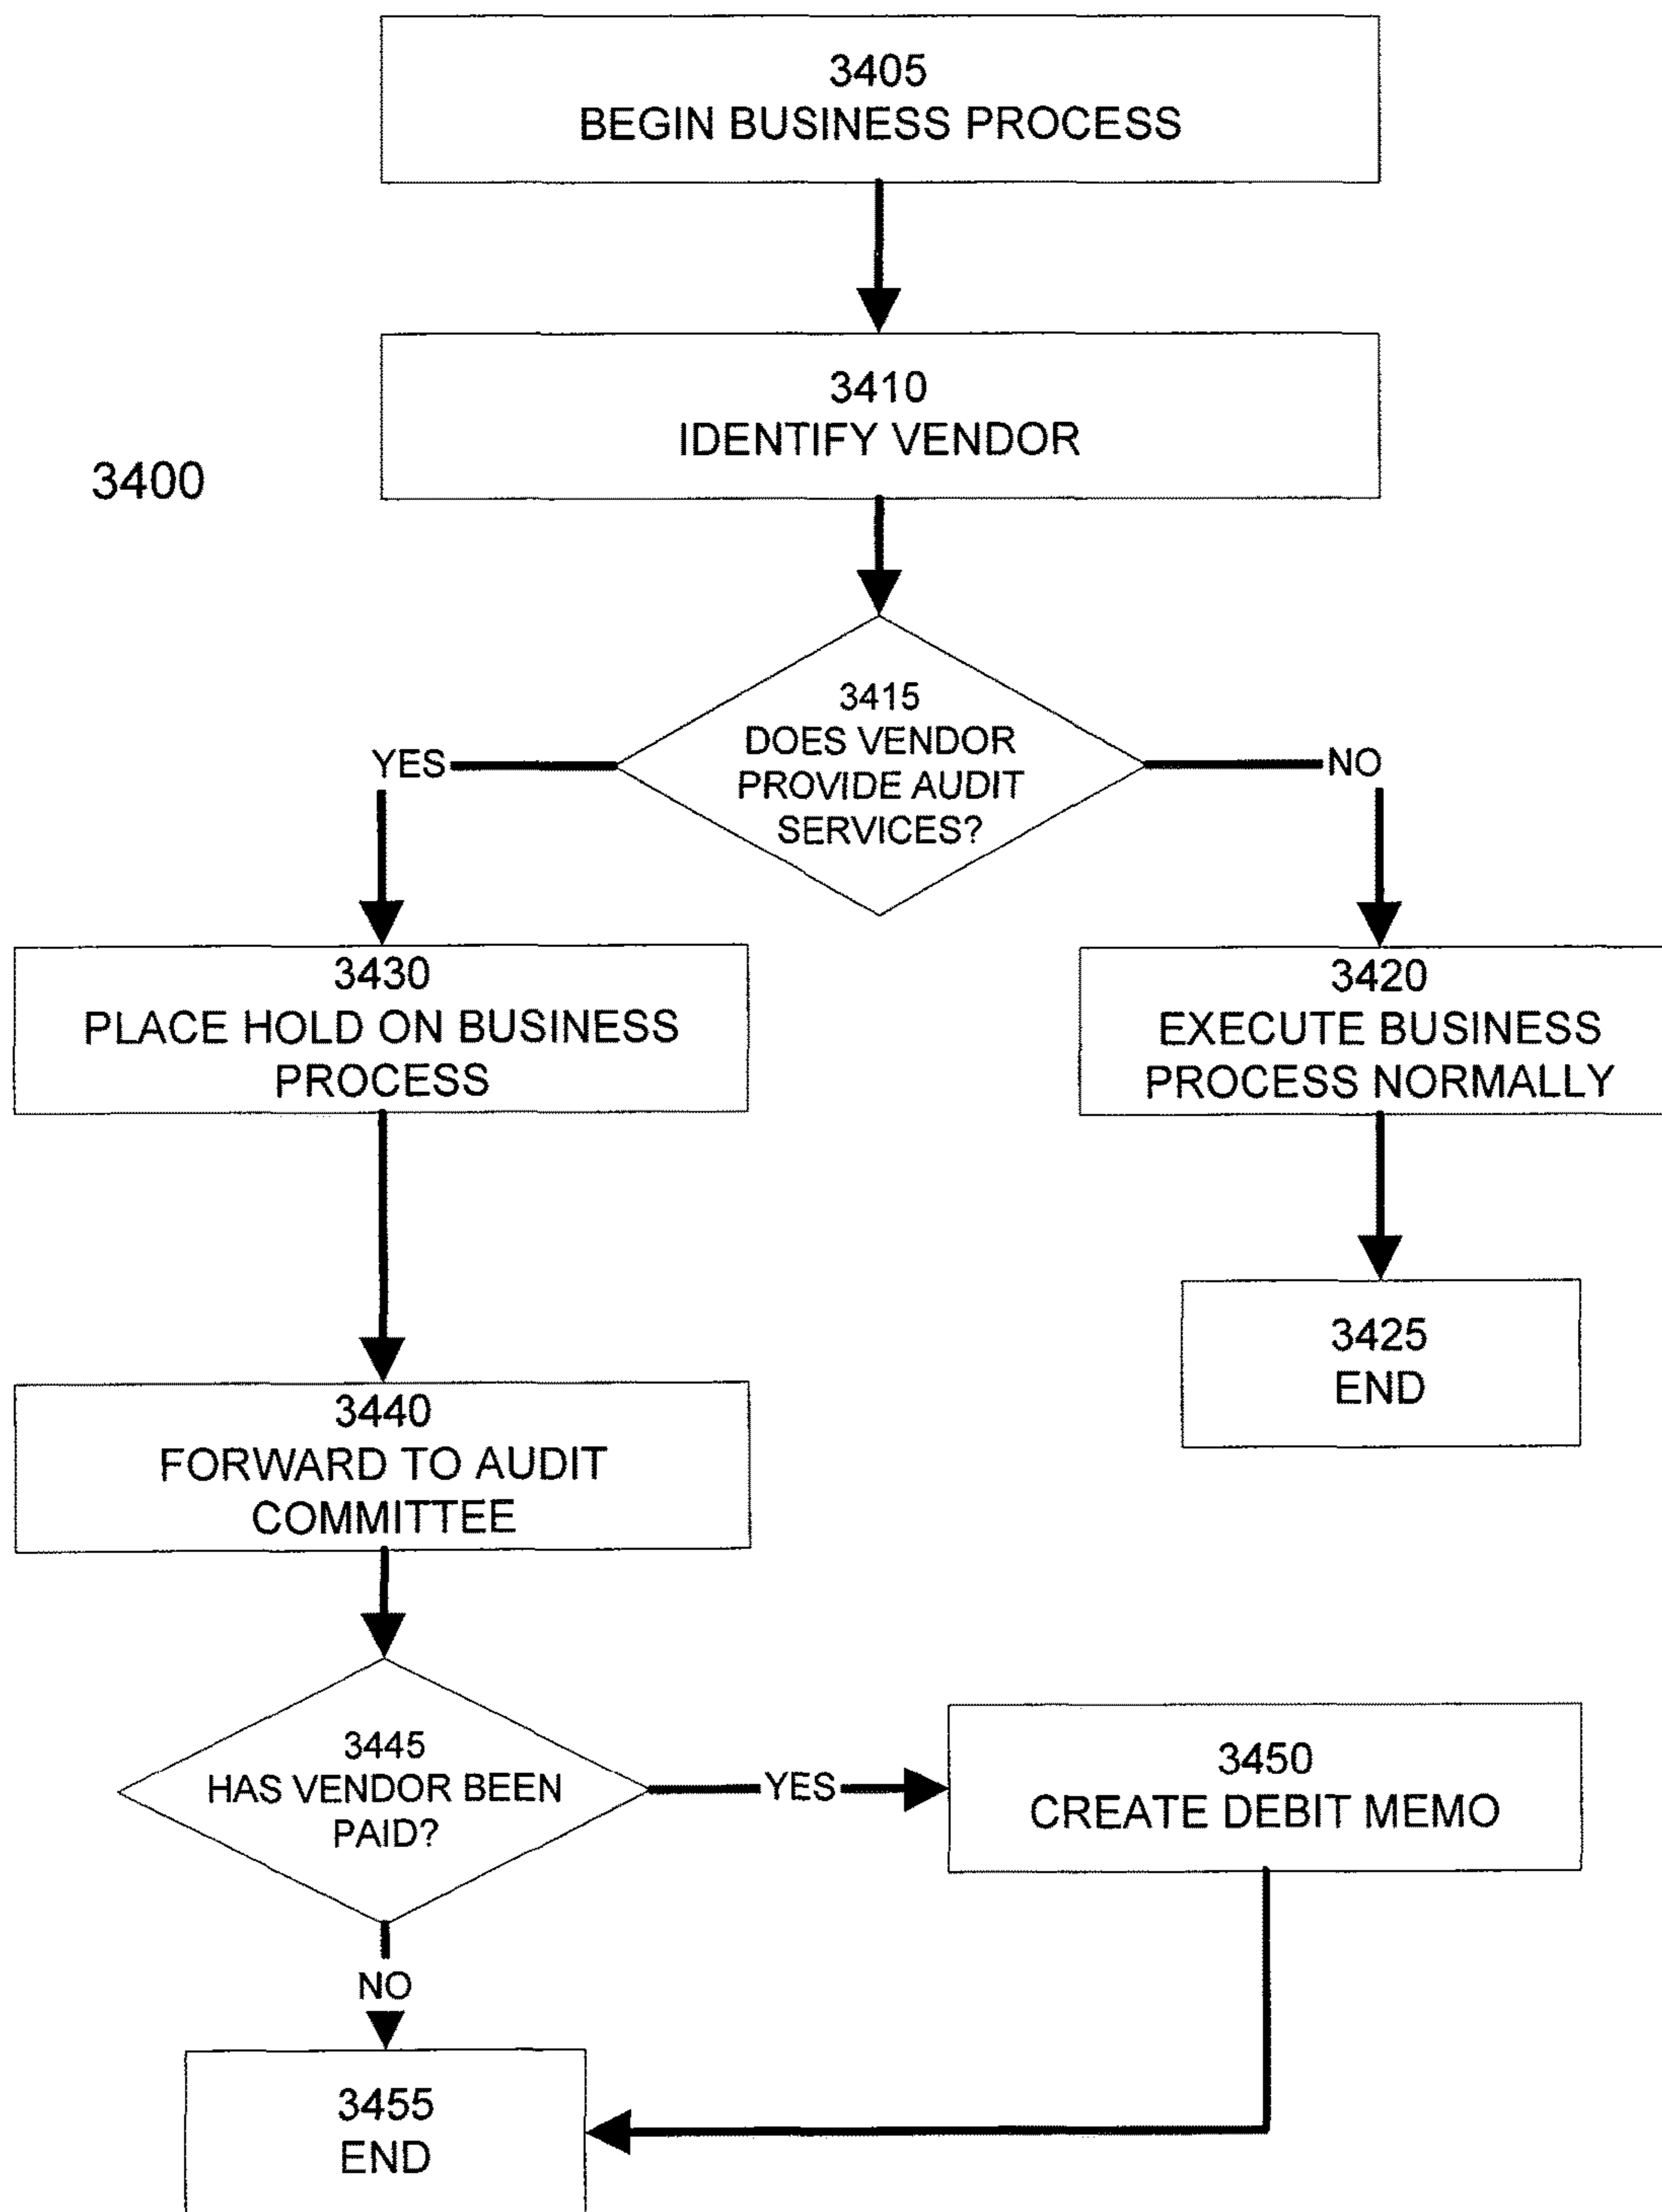 3405
BEGIN BUSINESS PROCESS
3410
IDENTIFY VENDOR
3400
3415
DOES VENDOR
PROVIDE AUDIT
SERVICES?
YES
NO
3430
PLACE HOLD ON BUSINESS
PROCESS
3420
EXECUTE BUSINESS
PROCESS NORMALLY
3425
END
3440
FORWARD TO AUDIT
COMMITTEE
3445
HAS VENDOR BEEN
PAID?
YES
3450
CREATE DEBIT MEMO
NO
3455
END